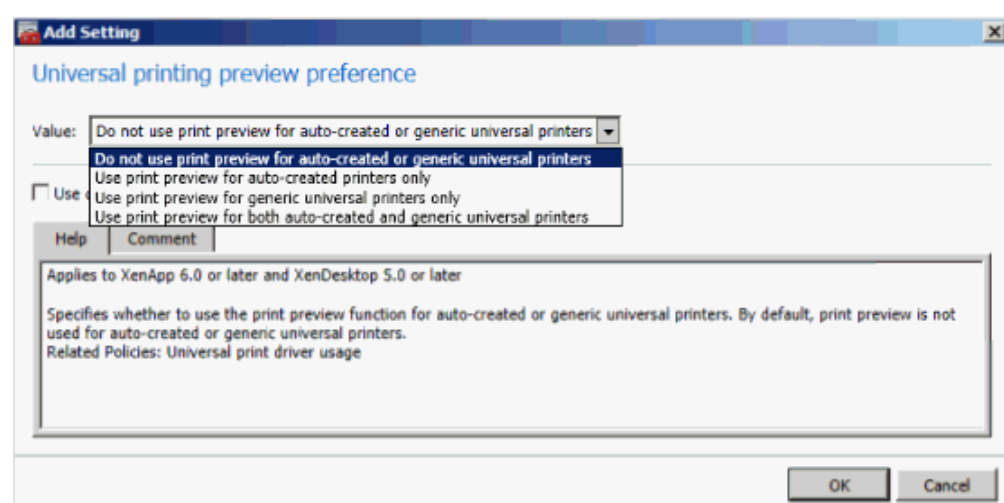 Add Setting
Universal printing preview preference
Value: Do not use print preview for auto-created or generic universal printers
Do not use print preview for auto-created or generic universal printers
Use print preview for auto-created printers only
Use
Use print preview for generic universal printers only
Use print preview for both auto-created and generic universal printers
Help Comment
Applies to XenApp 6.0 or later and XenDesktop 5.0 or later
Specifies whether to use the print preview function for auto-created or generic universal printers. By default, print preview is not
used for auto-created or generic universal printers.
Related Policies: Universal print driver usage
OK Cancel